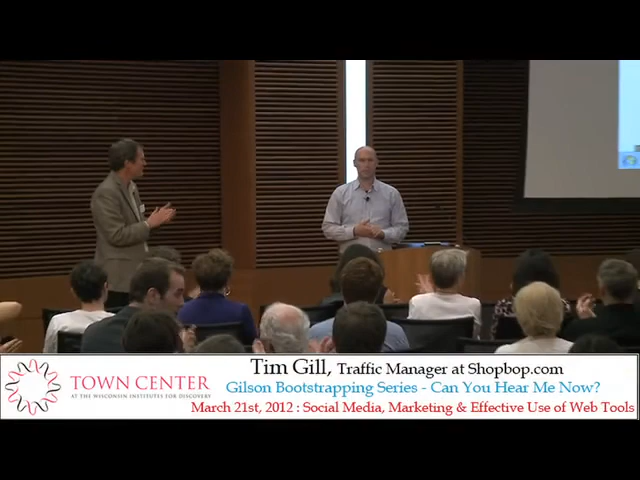 Tim Gill, Traffic Manager at Shopbop.com
TOWN CENTER
AT THE WISCONSIN INSTITUTES FOR DISCOVERY
Gilson Bootstrapping Series - Can You Hear Me Now?
March 21st, 2012 : Social Media, Marketing & Effective Use of Web Tools